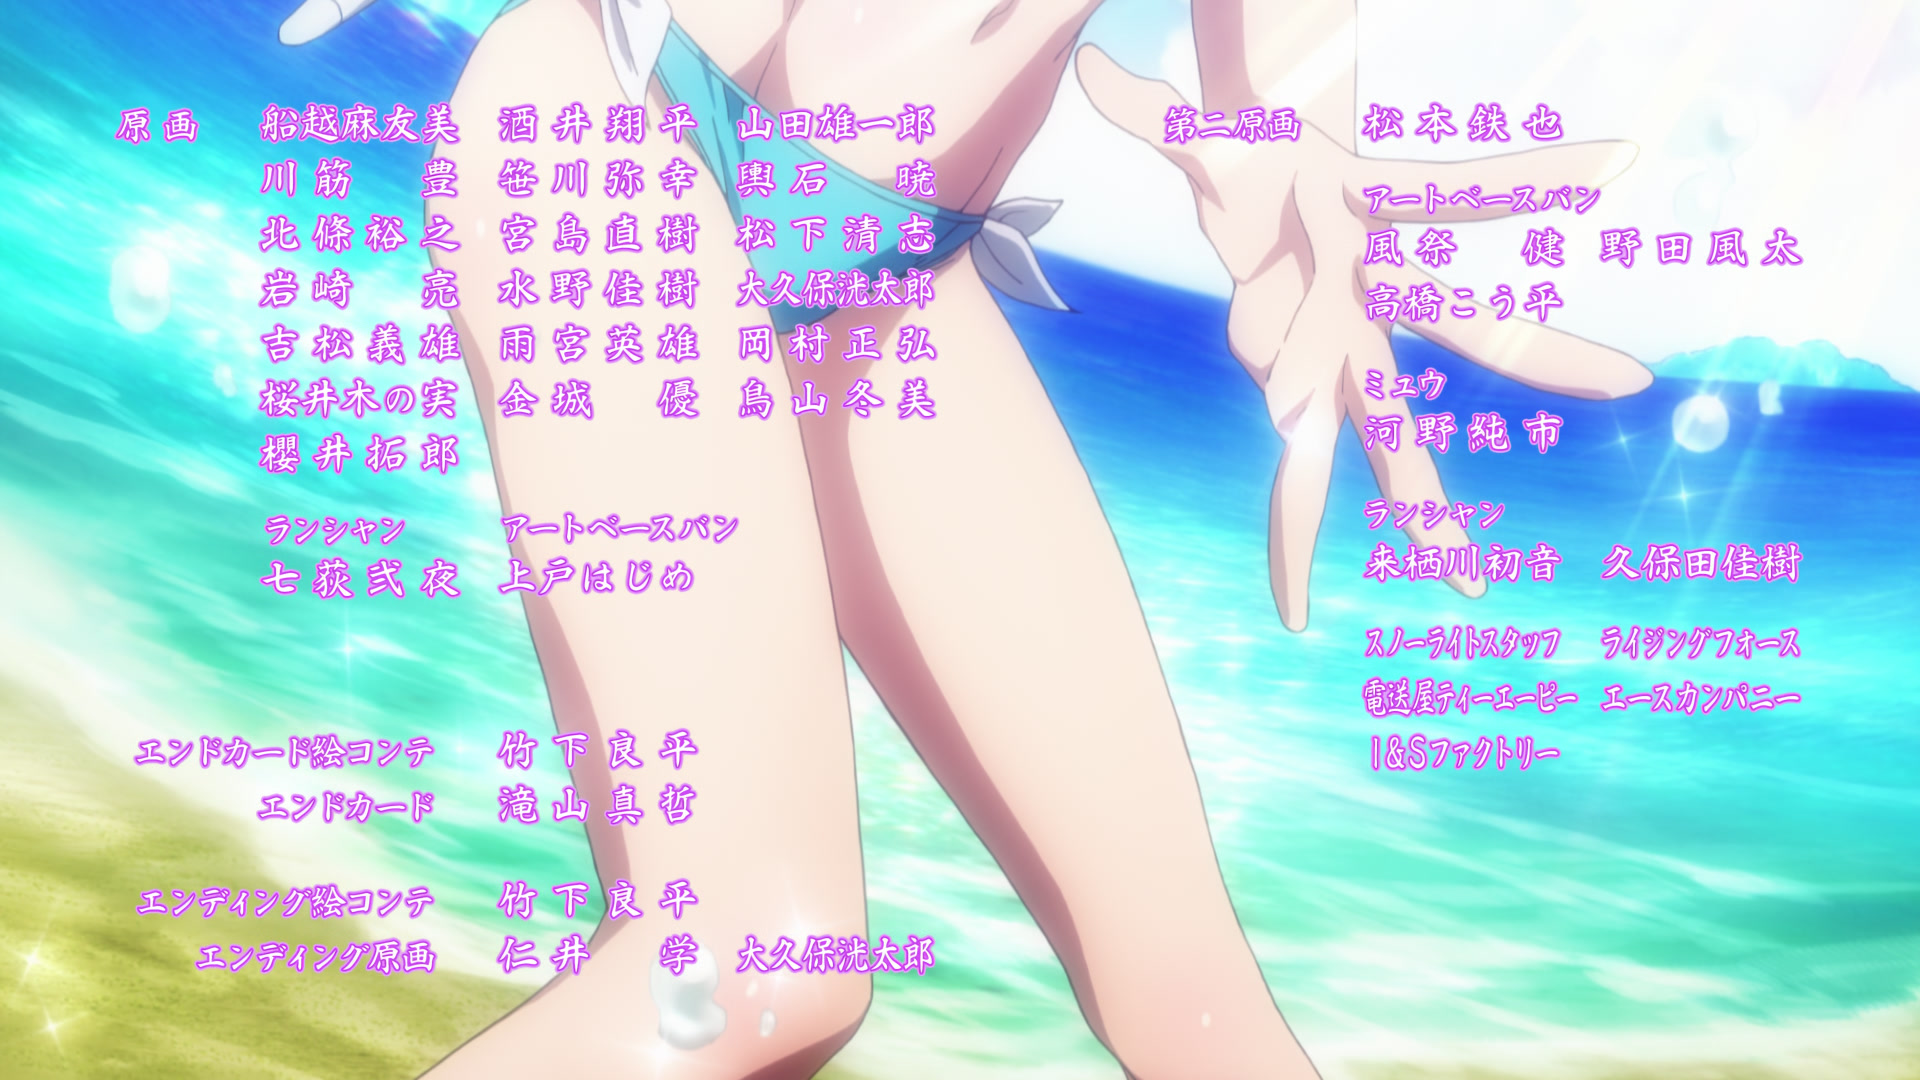 原画 船越麻友美 酒井翔平 山田雄一郎
川筋 豊 笹川弥幸 輿石 暁
北條裕之 宮島直樹 松下清志
岩崎 亮 水野佳樹 大久保洸太郎
吉松義雄 雨宮英雄 岡村正弘
桜井木の実 金城 優 鳥山冬美
櫻井拓郎
ランシャン アートベースバン
七荻弐夜 上戸はじめ
エンドカード絵コンテ 竹下良平
エンドカード 滝山真哲
エンディング絵コンテ 竹下良平
エンディング原画 仁井 学 大久保洸太郎
第二原画 松本鉄也
アートベースバン
風祭 健 野田風太
高橋こう平
ミュウ
河野純市
ランシャン
来栖川初音 久保田佳樹
スノーライトスタッフ ライジングフォース
電送屋ティーエーピー エースカンパニー
I&Sファクトリー